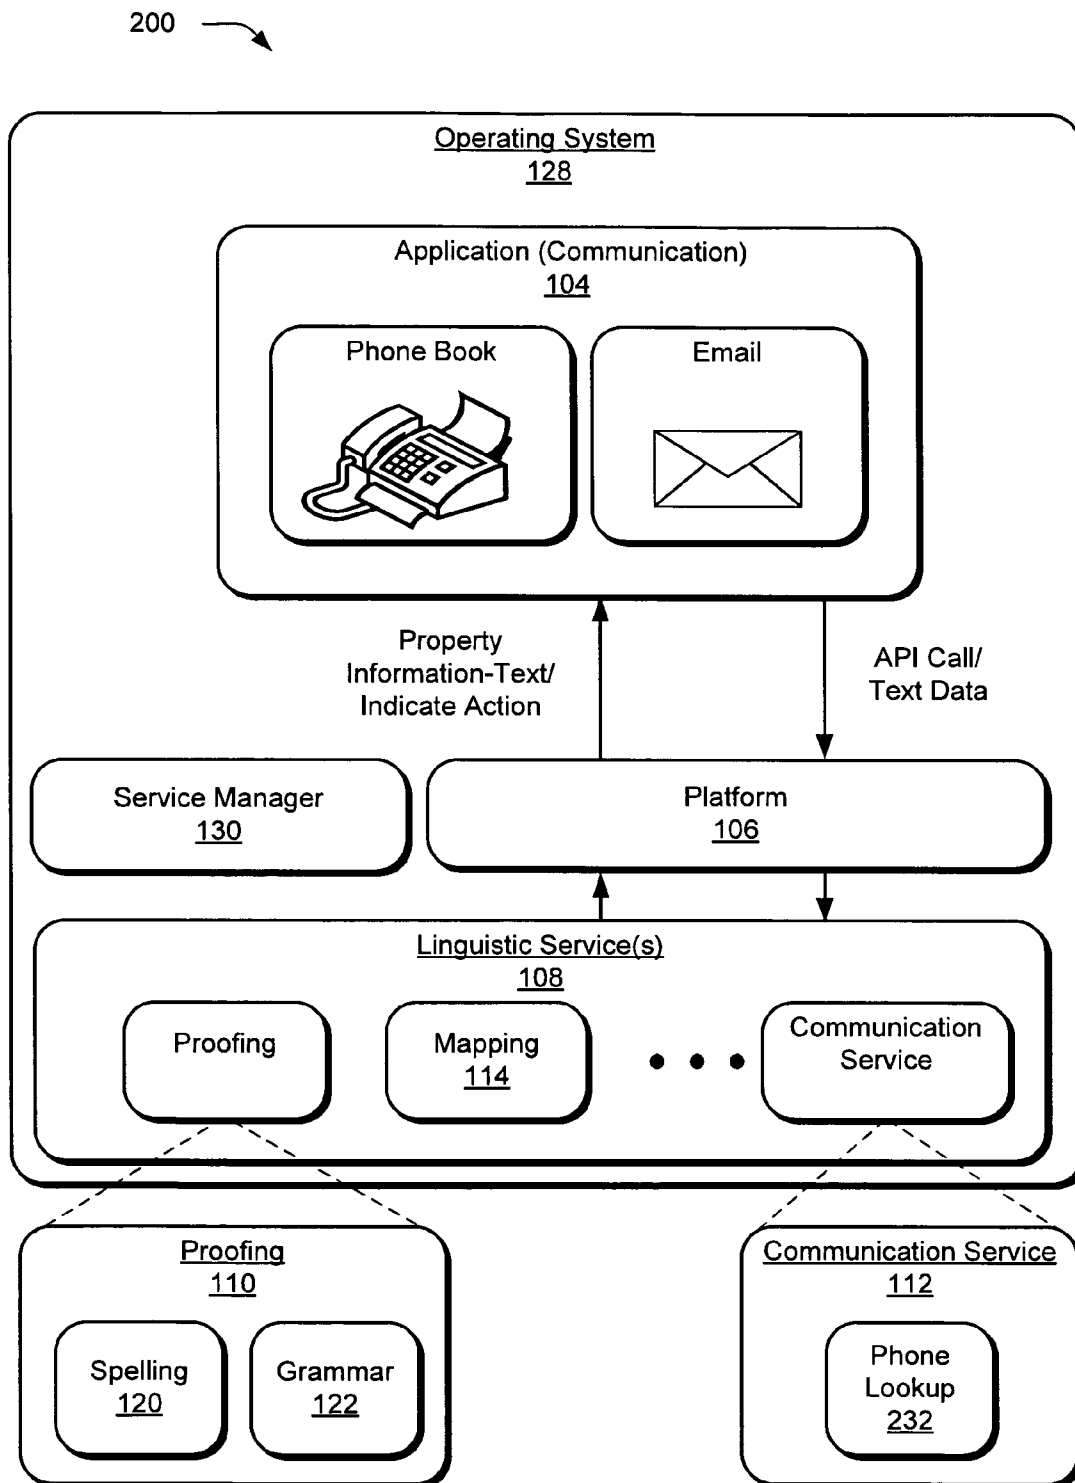 200
Operating System
128
Application (Communication)
104
Phone Book
Email
Property
Information-Text/
Indicate Action
API Call/
Text Data
Service Manager
130
Platform
106
Linguistic Service(s)
108
Proofing
Mapping
114
Communication
Service
Proofing
110
Spelling
120
Grammar
122
Communication Service
112
Phone
Lookup
232